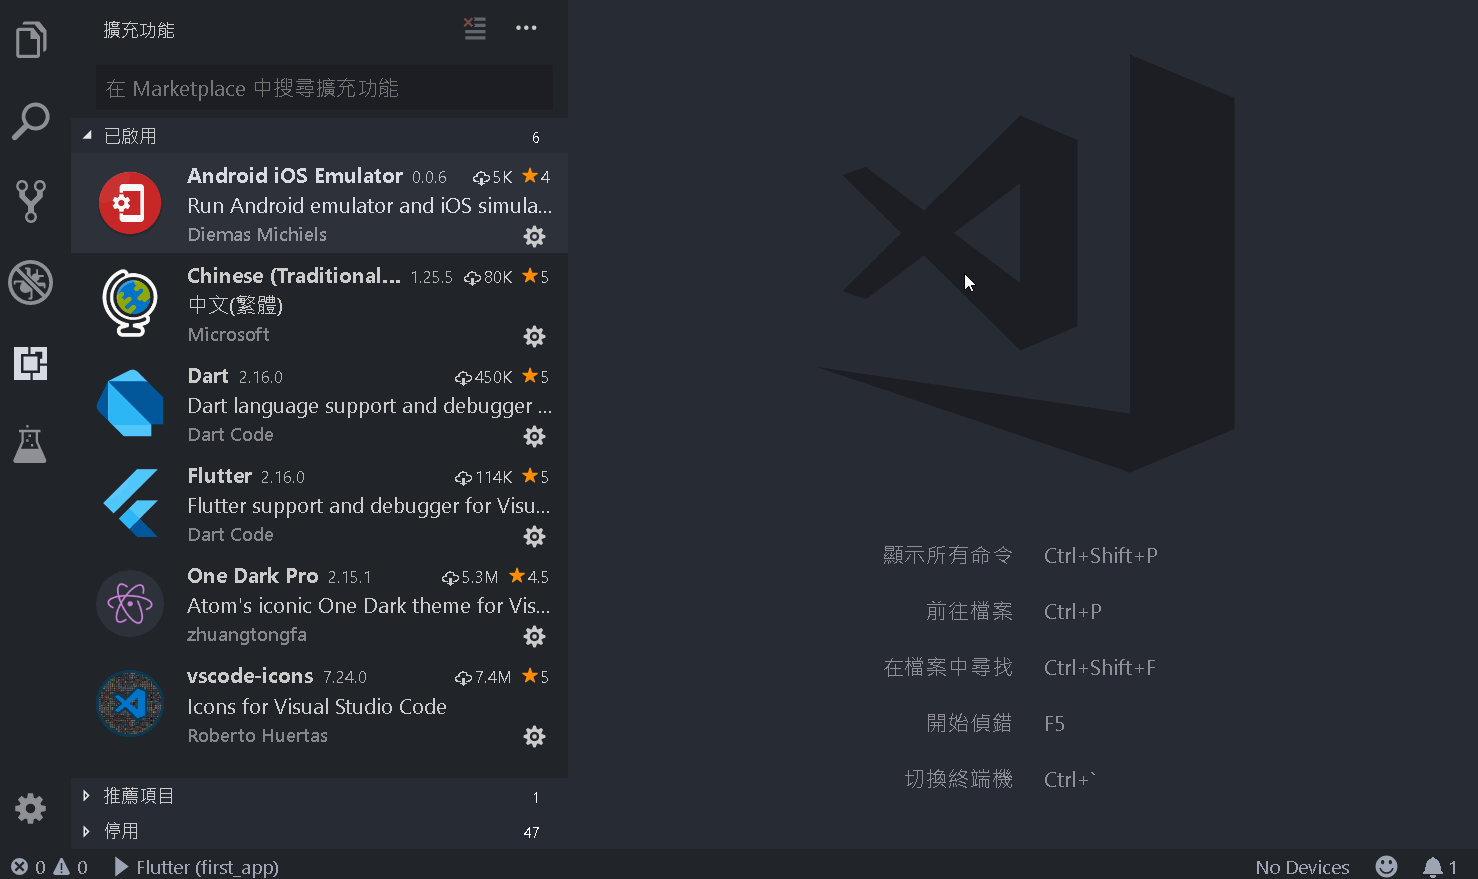 擴充功能
在 Marketplace 中搜尋擴充功能
已啟用 6
Android iOS Emulator 0.0.6 5K 4
Run Android emulator and iOS simula...
Diemas Michiels
Chinese (Traditional... 1.25.5 80K 5
中文(繁體)
Microsoft
Dart 2.16.0 450K 5
Dart language support and debugger ...
Dart Code
Flutter 2.16.0 114K 5
Flutter support and debugger for Visu...
Dart Code
One Dark Pro 2.15.1 5.3M 4.5
Atom's iconic One Dark theme for Vis...
zhuangtongfa
vscode-icons 7.24.0 7.4M 5
Icons for Visual Studio Code
Roberto Huertas
推薦項目 1
停用 47
顯示所有命令 Ctrl+Shift+P
前往檔案 Ctrl+P
在檔案中尋找 Ctrl+Shift+F
開始偵錯 F5
切換終端機 Ctrl+`
0 0 Flutter (first_app) No Devices 1